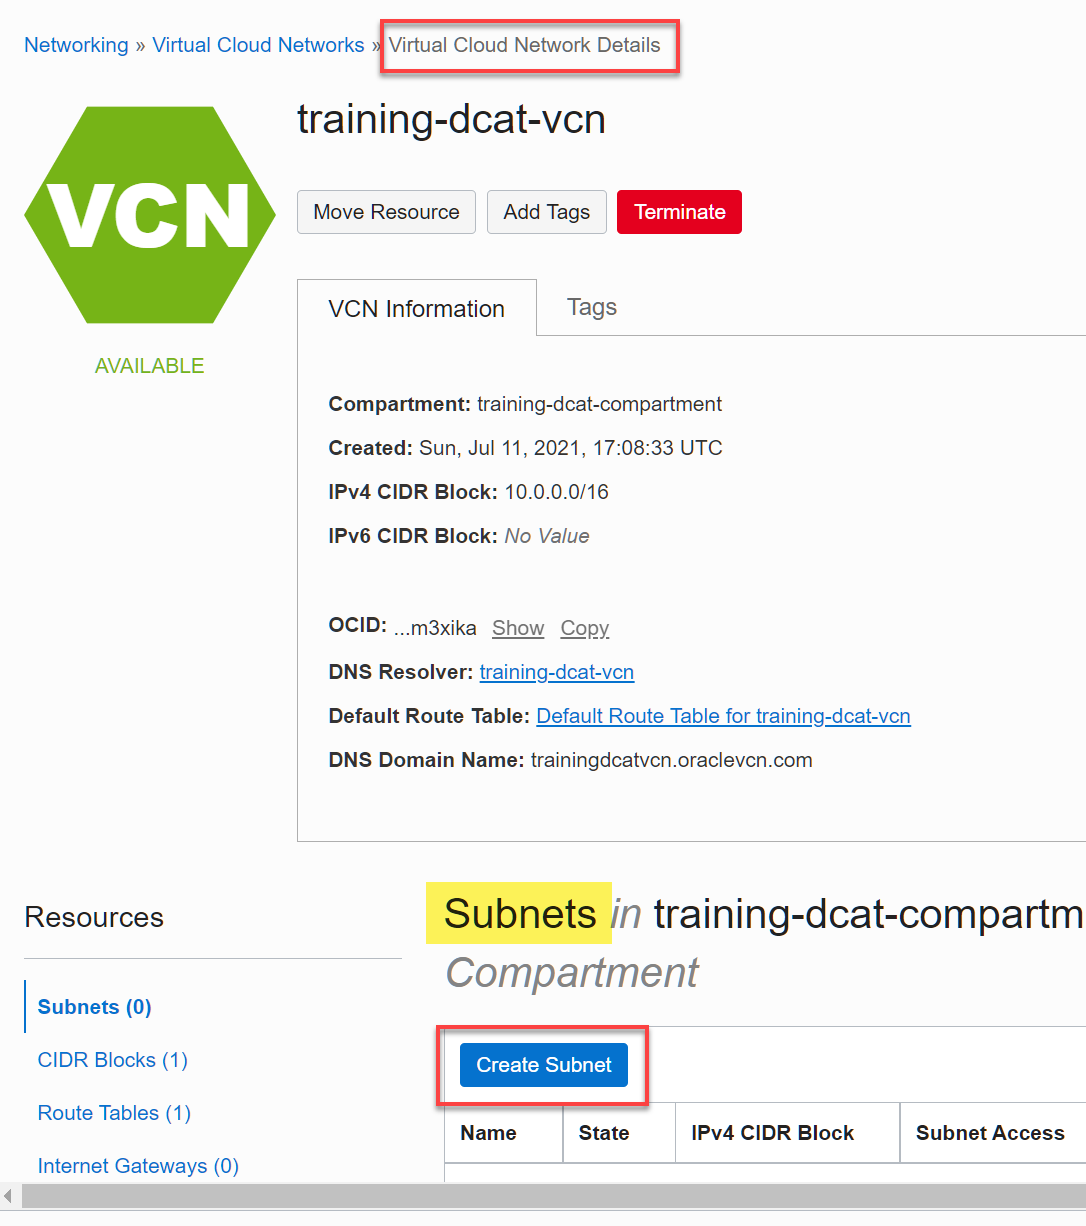 Networking » Virtual Cloud Networks » Virtual Cloud Network Details
training-dcat-vcn
VCN
Move Resource Add Tags Terminate
VCN Information Tags
AVAILABLE
Compartment: training-dcat-compartment
Created: Sun, Jul 11, 2021, 17:08:33 UTC
IPv4 CIDR Block: 10.0.0.0/16
IPv6 CIDR Block: No Value
OCID: ...m3xika Show Copy
DNS Resolver: training-dcat-vcn
Default Route Table: Default Route Table for training-dcat-vcn
DNS Domain Name: trainingdcatvcn.oraclevcn.com
Resources
Subnets (0)
CIDR Blocks (1)
Route Tables (1)
Internet Gateways (0)
Subnets in training-dcat-compartm
Compartment
Create Subnet
Name State IPv4 CIDR Block Subnet Access